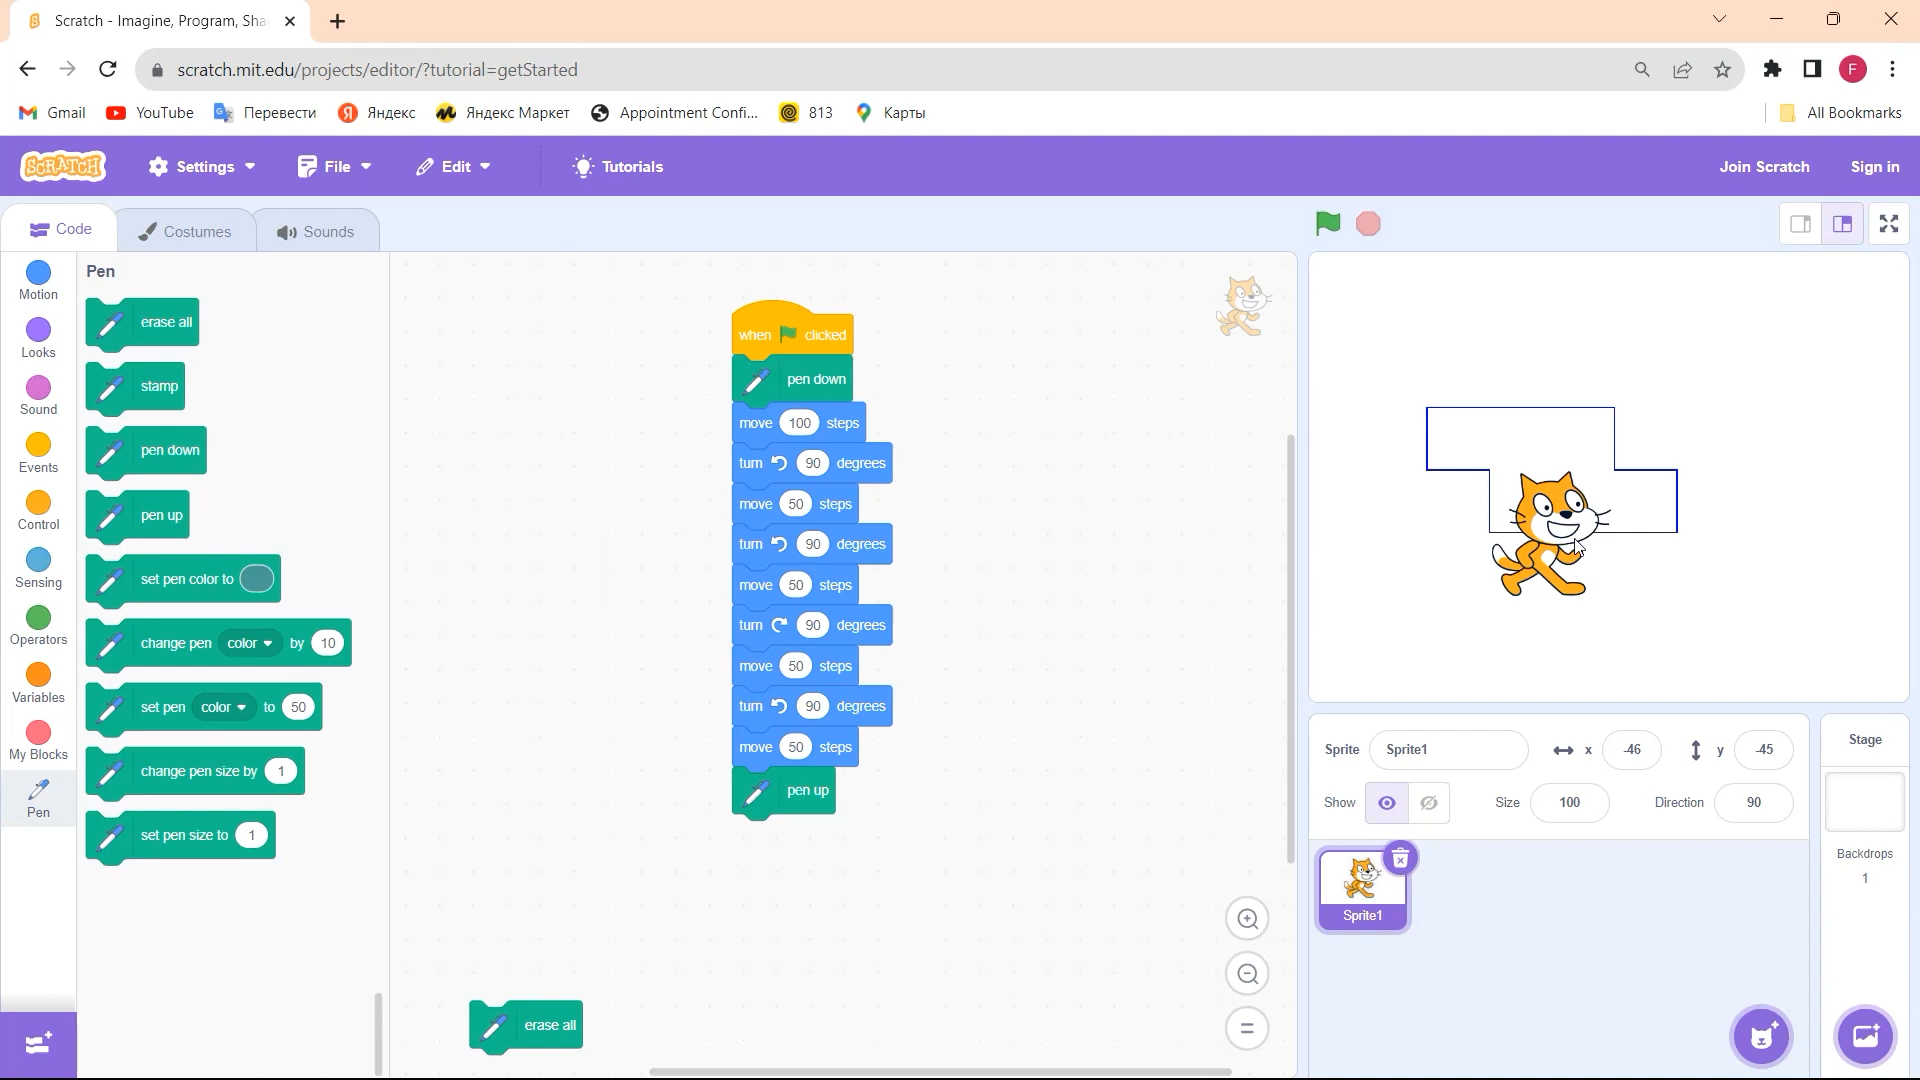 Scratch - Imagine, Program, Sha
scratch.mit.edu/projects/editor/?tutorial=getStarted
F
Gmail YouTube Перевести Яндекс Яндекс Маркет Appointment Confi... 813 Карты All Bookmarks
SCRATCH Settings File Edit Tutorials Join Scratch Sign in
Code Costumes Sounds
Motion
Looks
Sound
Events
Control
Sensing
Operators
Variables
My Blocks
Pen
Pen
erase all
stamp
pen down
pen up
set pen color to
change pen color by 10
set pen color to 50
change pen size by 1
set pen size to 1
when clicked
pen down
move 100 steps
turn 90 degrees
move 50 steps
turn 90 degrees
move 50 steps
turn 90 degrees
move 50 steps
turn 90 degrees
move 50 steps
pen up
erase all
Sprite Sprite1 x -46 y -45
Show Size 100 Direction 90
Sprite1
Stage
Backdrops
1